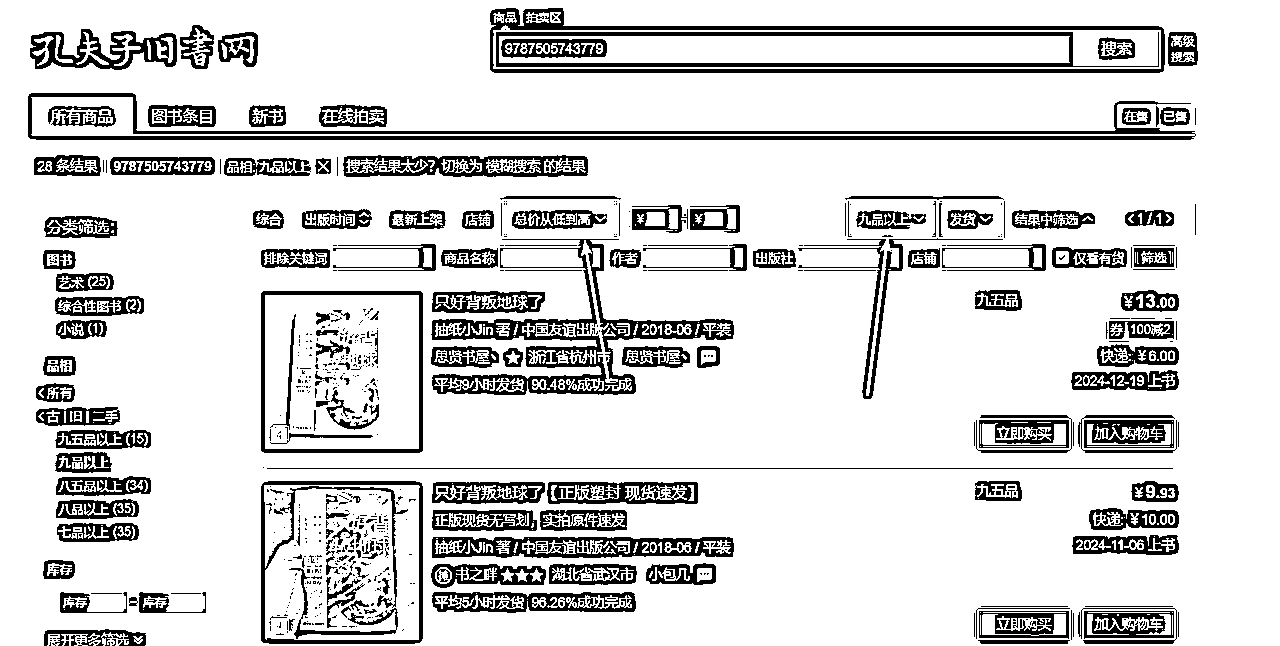 商品 拍卖区
孔夫子旧書网
9787505743779 搜索 高级搜索
所有商品 图书条目 新书 在线拍卖 在售 已售
28 条结果 9787505743779 品相:九品以上 × 搜索结果太少？切换为 模糊搜索 的结果
分类筛选:
图书
艺术 (25)
综合性图书 (2)
小说 (1)
品相
<所有
<古|旧|二手
九五品以上 (15)
九品以上
八五品以上 (34)
八品以上 (35)
七品以上 (35)
库存
库存 - 库存
展开更多筛选
综合 出版时间 最新上架 店铺 总价从低到高 ¥ - ¥ 九品以上 发货 结果中筛选 <1/1>
排除关键词 商品名称 作者 出版社 店铺 仅看有货 筛选
只好背叛地球了 九五品 ¥13.00
抽纸小Jin 著 / 中国友谊出版公司 / 2018-06 / 平装 券 100减2
思贤书屋、 浙江省杭州市 思贤书屋、 快递: ¥6.00
平均9小时发货 90.48%成功完成 2024-12-19 上书
4
立即购买 加入购物车
只好背叛地球了【正版塑封 现货速发】 九五品 ¥9.93
正版现货无写划，实拍原件速发 快递: ¥10.00
抽纸小Jin 著 / 中国友谊出版公司 / 2018-06 / 平装 2024-11-06 上书
书之畔 湖北省武汉市 小包几
平均5小时发货 96.26%成功完成
立即购买 加入购物车